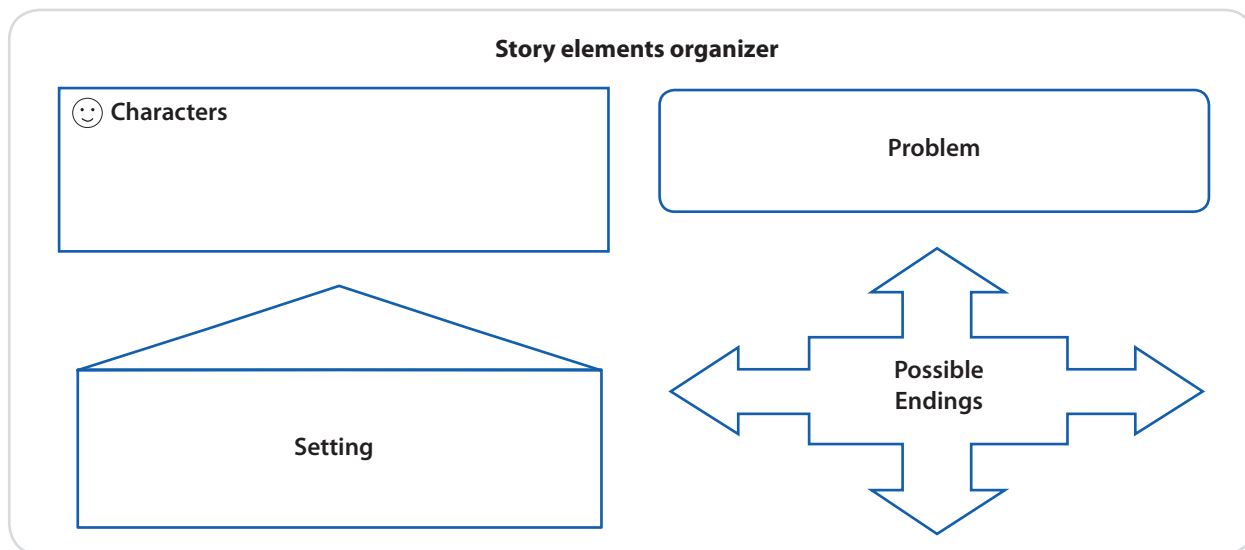 Story elements organizer
Characters
Problem
Setting
Possible
Endings